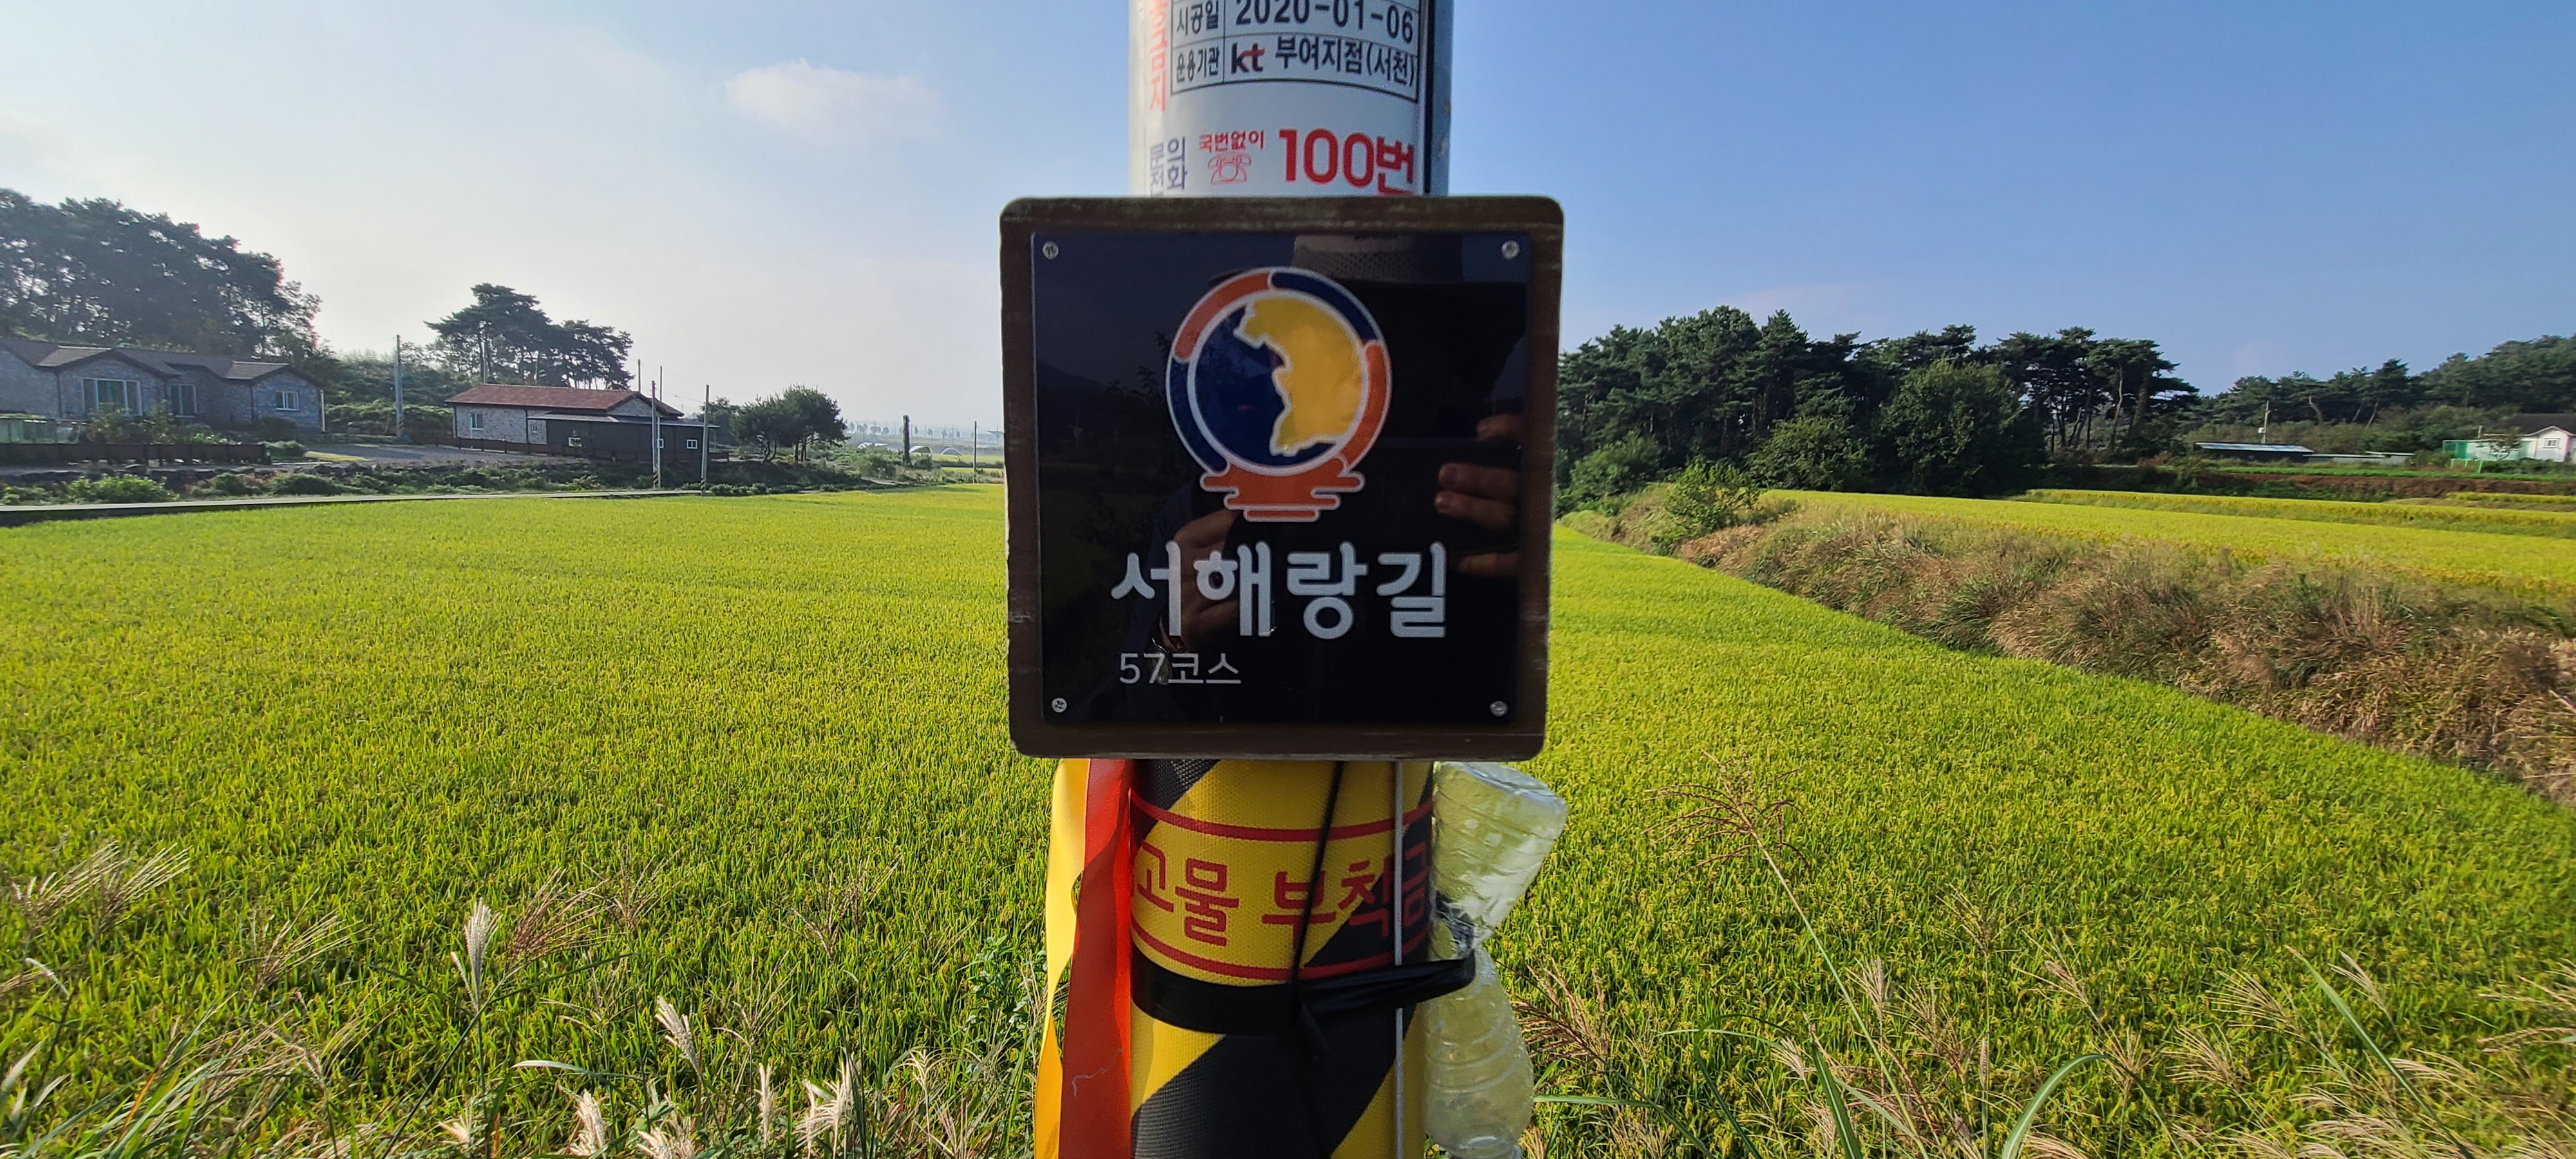 시공일 2020-01-06
운용기관 kt 부여지점(서천)
문의전화 국번없이 100번
서해랑길
57코스
고물 부착금